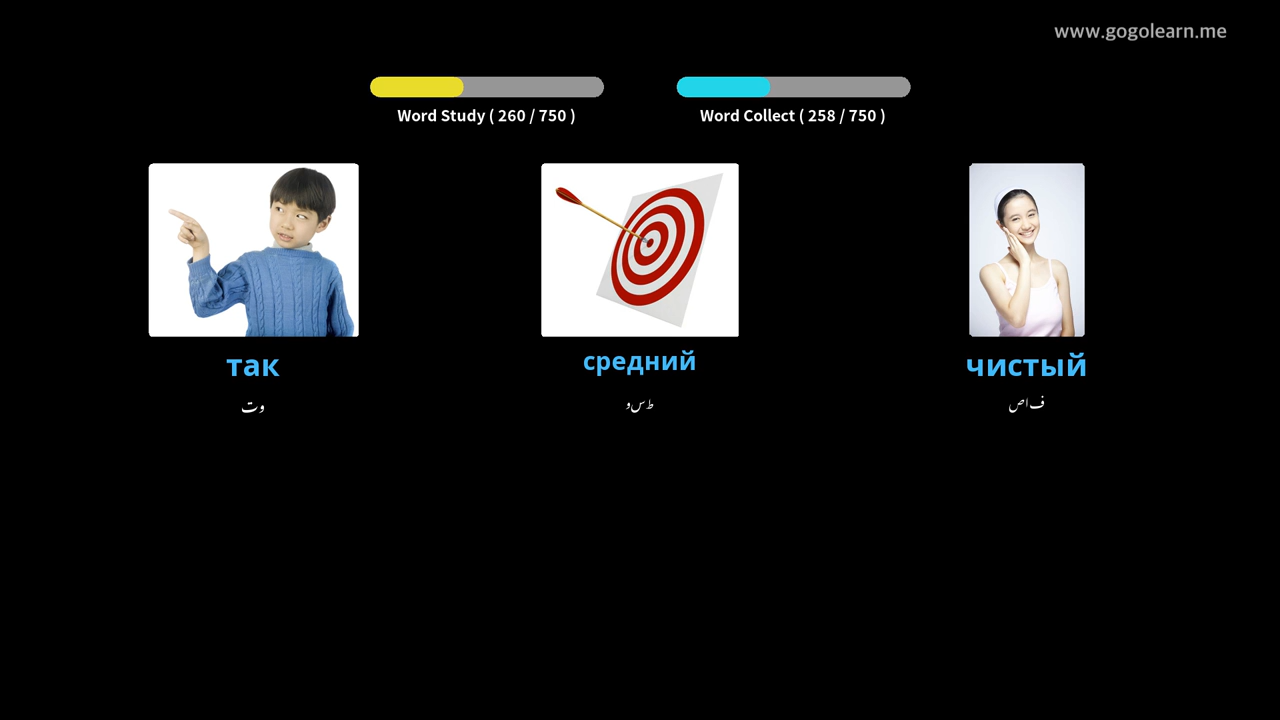 www.gogolearn.me
Word Study ( 260 / 750 )
Word Collect ( 258 / 750 )
так
средний
чистый
وت
طسو
فاص